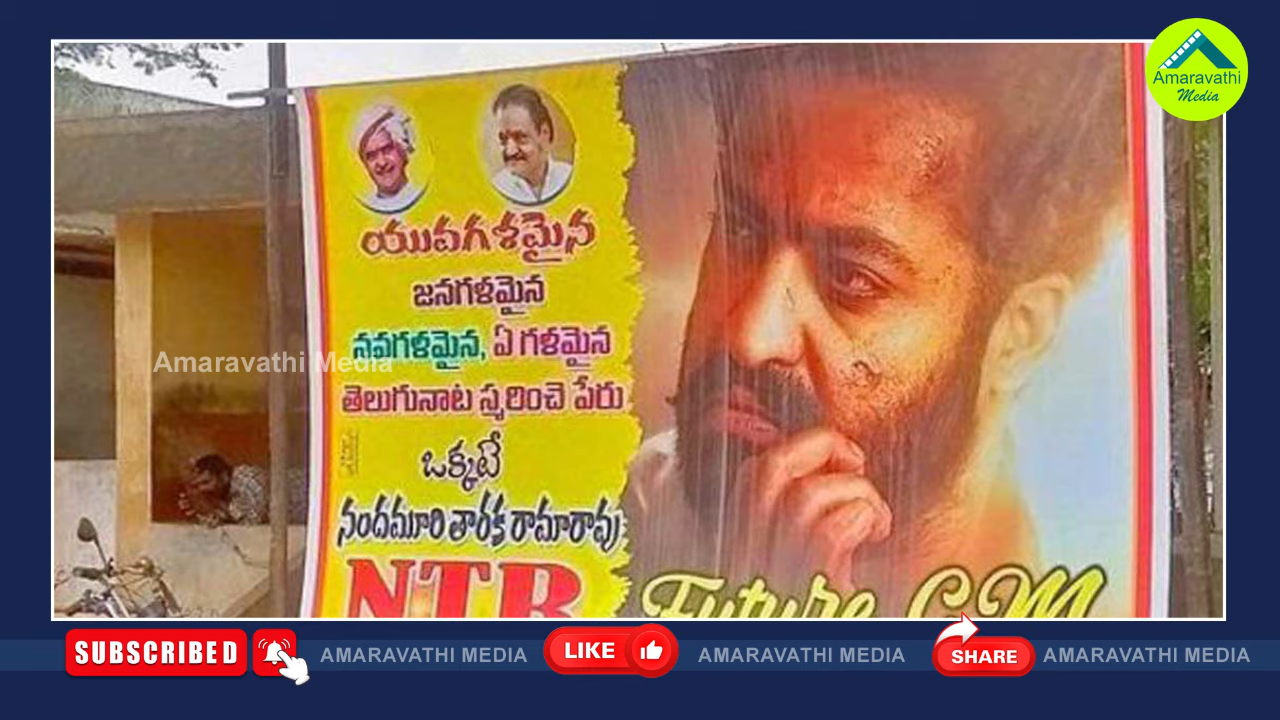 Amaravathi
Media
యువగళమైన
జనగళమైన
నవగళమైన, ఏ గళమైన
Amaravathi Media
తెలుగునాట స్మరించె పేరు
ఒక్కటే
నందమూరి తారక రామారావు
NTR
Future CM
SUBSCRIBED
AMARAVATHI MEDIA
LIKE
AMARAVATHI MEDIA
SHARE
AMARAVATHI MEDIA